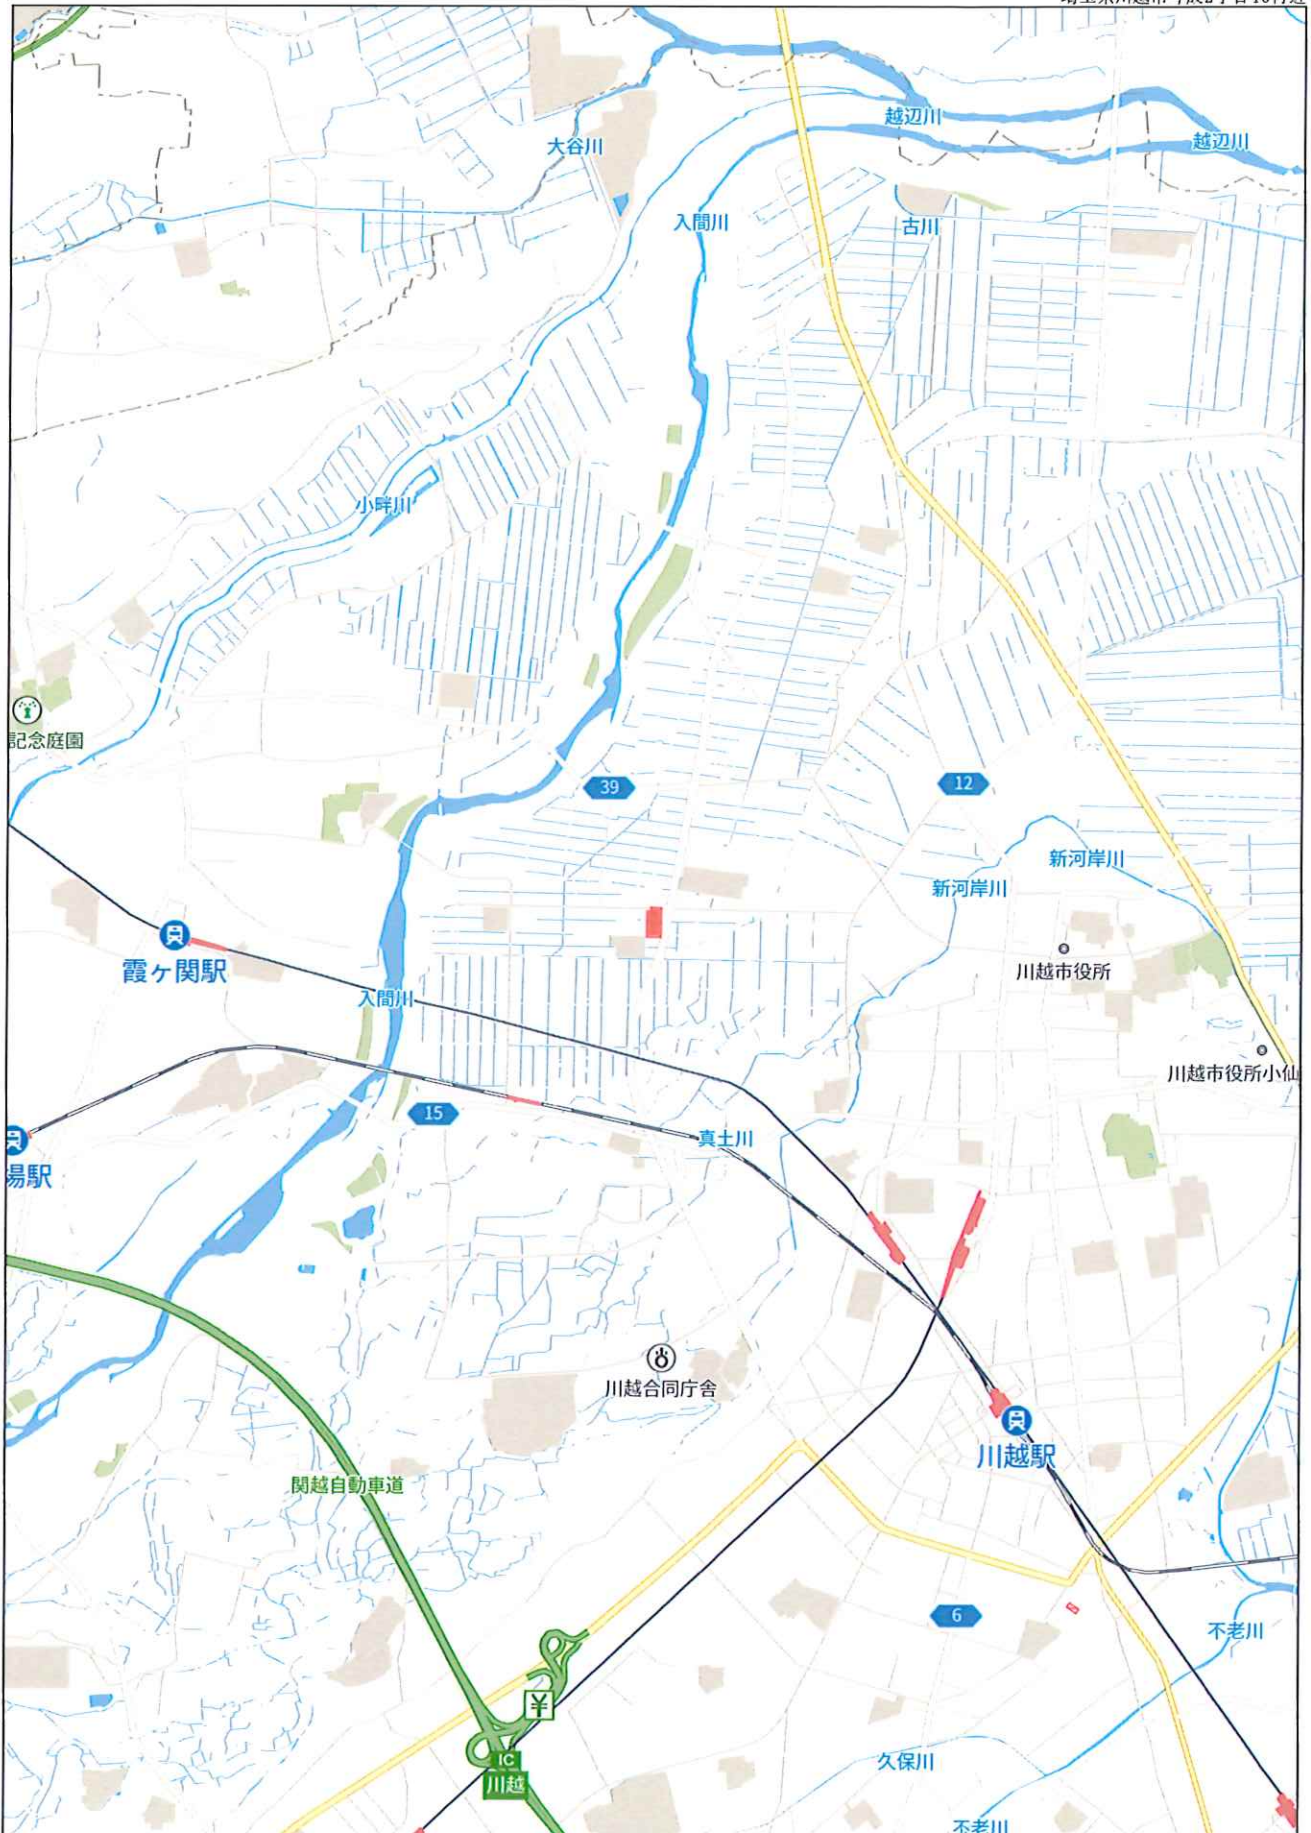 越辺川
大谷川
越辺川
入間川
古川
小畔川
記念庭園
39
12
新河岸川
新河岸川
川越市役所
霞ヶ関駅
入間川
川越市役所小仙
15
真土川
場駅
川越合同庁舎
川越駅
関越自動車道
6
不老川
¥
IC
川越
久保川
不老川